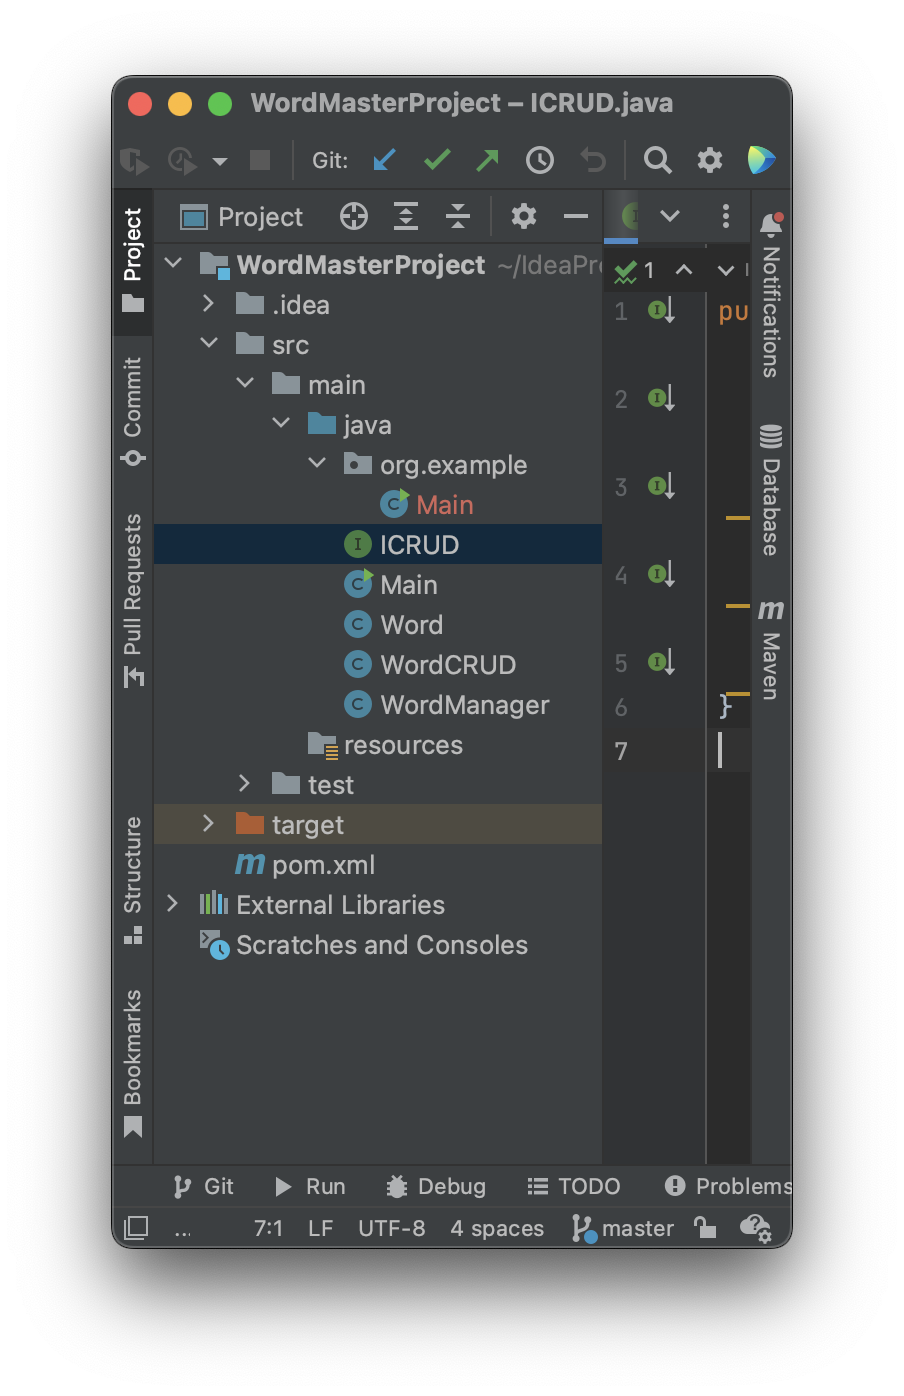 WordMasterProject – ICRUD.java
Git:
Project
Project
Commit
Pull Requests
Structure
Bookmarks
WordMasterProject ~/IdeaPro
.idea
src
main
java
org.example
Main
ICRUD
Main
Word
WordCRUD
WordManager
resources
test
target
pom.xml
External Libraries
Scratches and Consoles
1
1 pu
2
3
4
5
6 }
7
Notifications
Database
Maven
Git Run Debug TODO Problems
... 7:1 LF UTF-8 4 spaces master